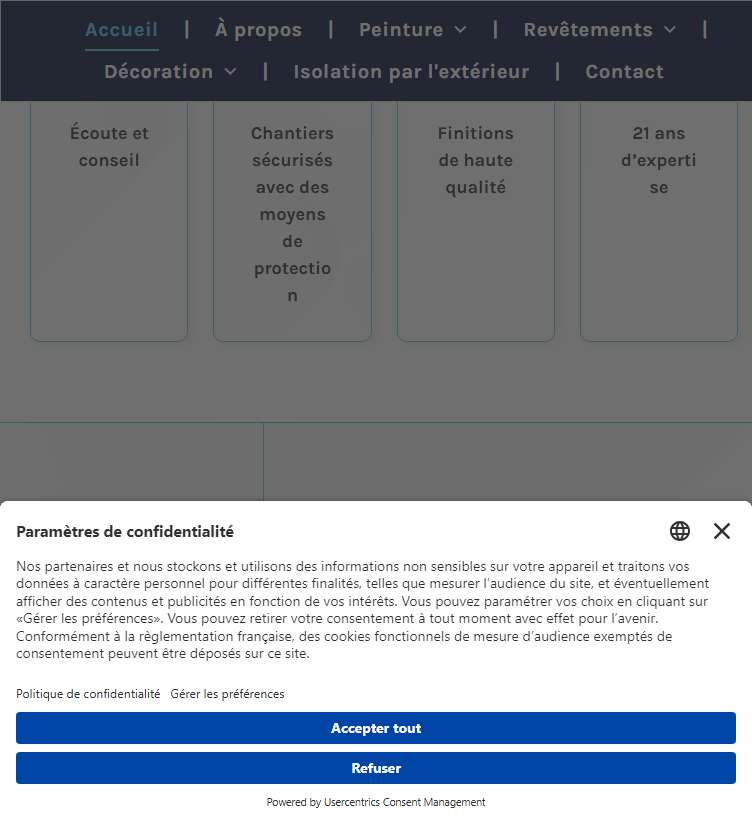 Accueil | À propos | Peinture | Revêtements |
Décoration | Isolation par l'extérieur | Contact
Écoute et
conseil
Chantiers
sécurisés
avec des
moyens
de
protectio
n
Finitions
de haute
qualité
21 ans
d'experti
se
Paramètres de confidentialité
Nos partenaires et nous stockons et utilisons des informations non sensibles sur votre appareil et traitons vos
données à caractère personnel pour différentes finalités, telles que mesurer l'audience du site, et éventuellement
afficher des contenus et publicités en fonction de vos intérêts. Vous pouvez paramétrer vos choix en cliquant sur
«Gérer les préférences». Vous pouvez retirer votre consentement à tout moment avec effet pour l'avenir.
Conformément à la règlementation française, des cookies fonctionnels de mesure d'audience exemptés de
consentement peuvent être déposés sur ce site.
Politique de confidentialité Gérer les préférences
Accepter tout
Refuser
Powered by Usercentrics Consent Management